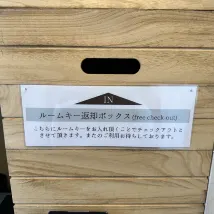 IN
ルームキー返却ボックス(free check-out)
こちらにルームキーをお入れ頂くことでチェックアウトと
させて頂きます。またのご利用お待ちしております。